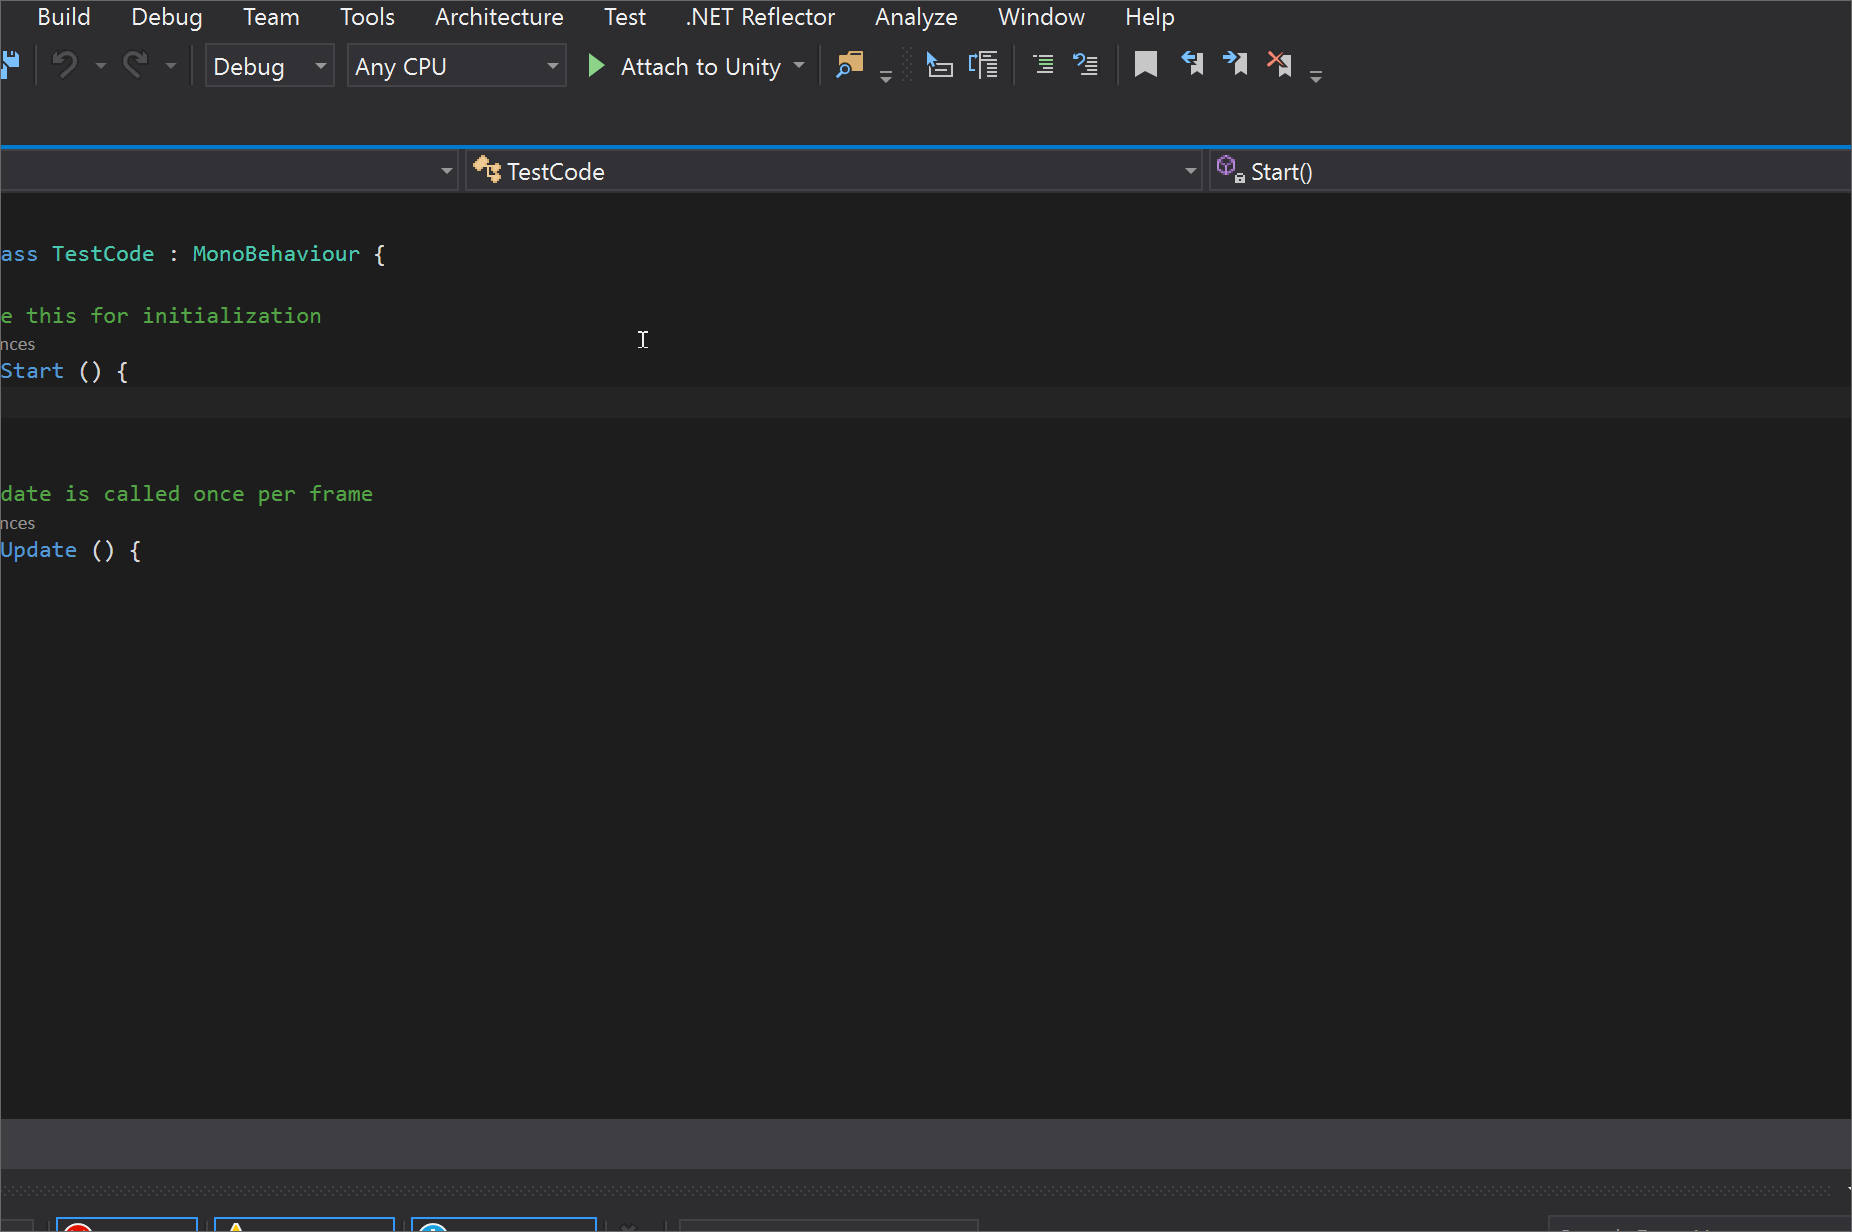 Build Debug Team Tools Architecture Test .NET Reflector Analyze Window Help
Debug Any CPU Attach to Unity
TestCode Start()
ass TestCode : MonoBehaviour {
e this for initialization
nces
Start () {
date is called once per frame
nces
Update () {